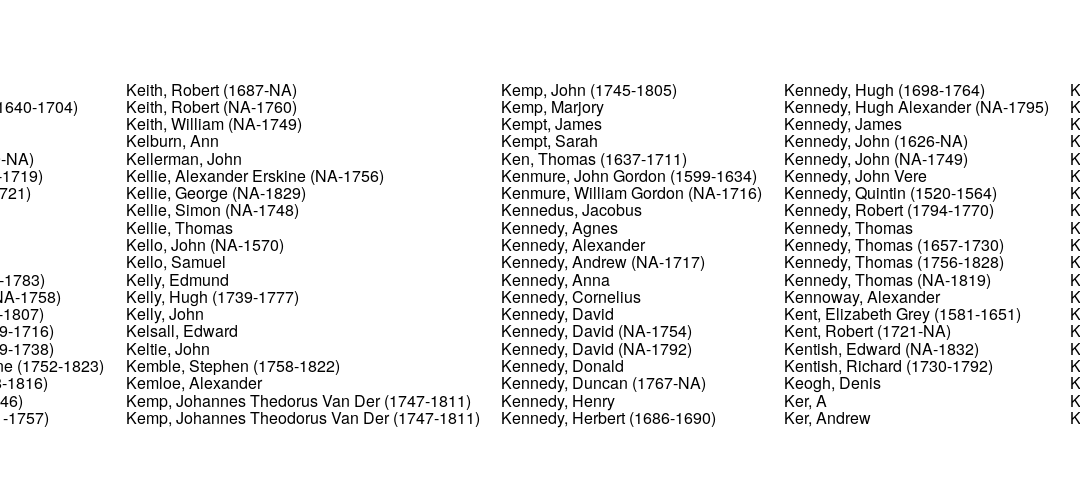 1640-1704)
-NA)
-1719)
721)
-1783)
NA-1758)
-1807)
9-1716)
9-1738)
ne (1752-1823)
-1816)
46)
-1757)
Keith, Robert (1687-NA)
Keith, Robert (NA-1760)
Keith, William (NA-1749)
Kelburn, Ann
Kellerman, John
Kellie, Alexander Erskine (NA-1756)
Kellie, George (NA-1829)
Kellie, Simon (NA-1748)
Kellie, Thomas
Kello, John (NA-1570)
Kello, Samuel
Kelly, Edmund
Kelly, Hugh (1739-1777)
Kelly, John
Kelsall, Edward
Keltie, John
Kemble, Stephen (1758-1822)
Kemloe, Alexander
Kemp, Johannes Thedorus Van Der (1747-1811)
Kemp, Johannes Theodorus Van Der (1747-1811)
Kemp, John (1745-1805)
Kemp, Marjory
Kempt, James
Kempt, Sarah
Ken, Thomas (1637-1711)
Kenmure, John Gordon (1599-1634)
Kenmure, William Gordon (NA-1716)
Kennedus, Jacobus
Kennedy, Agnes
Kennedy, Alexander
Kennedy, Andrew (NA-1717)
Kennedy, Anna
Kennedy, Cornelius
Kennedy, David
Kennedy, David (NA-1754)
Kennedy, David (NA-1792)
Kennedy, Donald
Kennedy, Duncan (1767-NA)
Kennedy, Henry
Kennedy, Herbert (1686-1690)
Kennedy, Hugh (1698-1764)
Kennedy, Hugh Alexander (NA-1795)
Kennedy, James
Kennedy, John (1626-NA)
Kennedy, John (NA-1749)
Kennedy, John Vere
Kennedy, Quintin (1520-1564)
Kennedy, Robert (1794-1770)
Kennedy, Thomas
Kennedy, Thomas (1657-1730)
Kennedy, Thomas (1756-1828)
Kennedy, Thomas (NA-1819)
Kennoway, Alexander
Kent, Elizabeth Grey (1581-1651)
Kent, Robert (1721-NA)
Kentish, Edward (NA-1832)
Kentish, Richard (1730-1792)
Keogh, Denis
Ker, A
Ker, Andrew